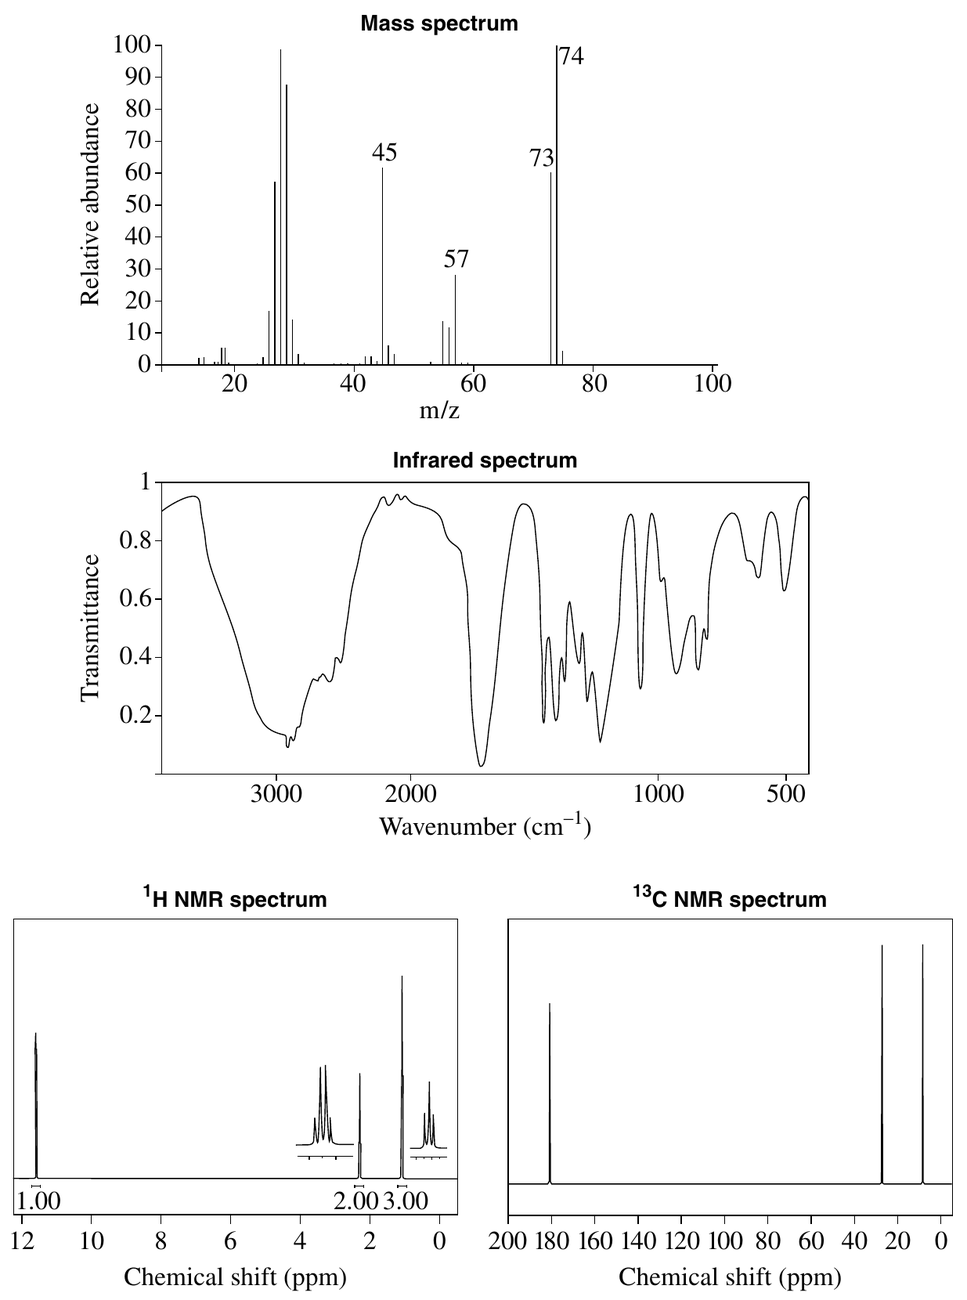 Mass spectrum
Relative abundance
100
90
80
70
60
50
40
30
20
10
0
74
73
45
57
20 40 60 80 100
m/z
Infrared spectrum
Transmittance
1
0.8
0.6
0.4
0.2
3000 2000 1000 500
Wavenumber (cm⁻¹)
¹H NMR spectrum
1.00 2.00 3.00
12 10 8 6 4 2 0
Chemical shift (ppm)
¹³C NMR spectrum
200 180 160 140 120 100 80 60 40 20 0
Chemical shift (ppm)